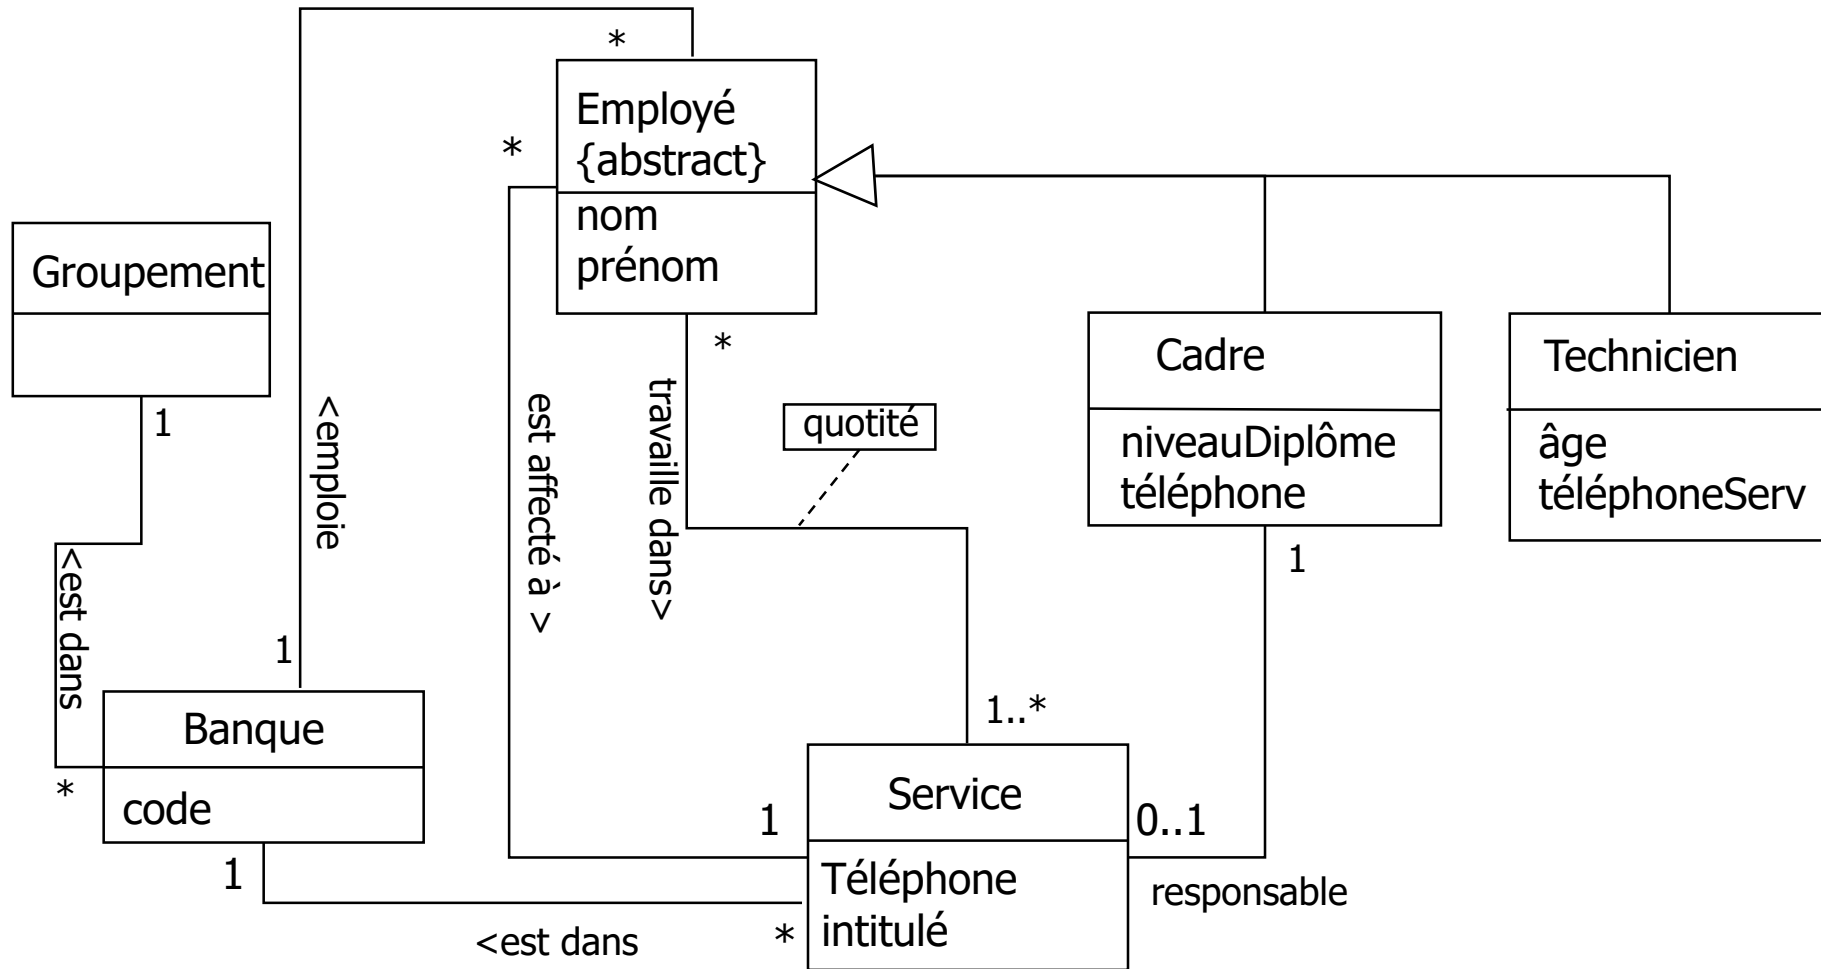 *
Employé
{abstract}
nom
prénom
*
*
Groupement
1
<est dans
*
<emploie
1
Banque
code
1
<est dans
*
est affecté à >
1
travaille dans>
quotité
1..*
Service
Téléphone
intitulé
0..1
responsable
Cadre
niveauDiplôme
téléphone
1
Technicien
âge
téléphoneServ